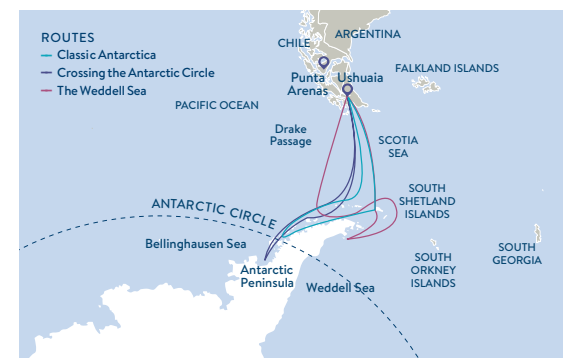 ROUTES
Classic Antarctica
Crossing the Antarctic Circle
The Weddell Sea
ARGENTINA
CHILE
Punta
Arenas
Ushuaia
FALKLAND ISLANDS
PACIFIC OCEAN
Drake
Passage
SCOTIA
SEA
ANTARCTIC CIRCLE
SOUTH
SHETLAND
ISLANDS
Bellinghausen Sea
SOUTH
GEORGIA
SOUTH
ORKNEY
ISLANDS
Antarctic
Peninsula
Weddell Sea